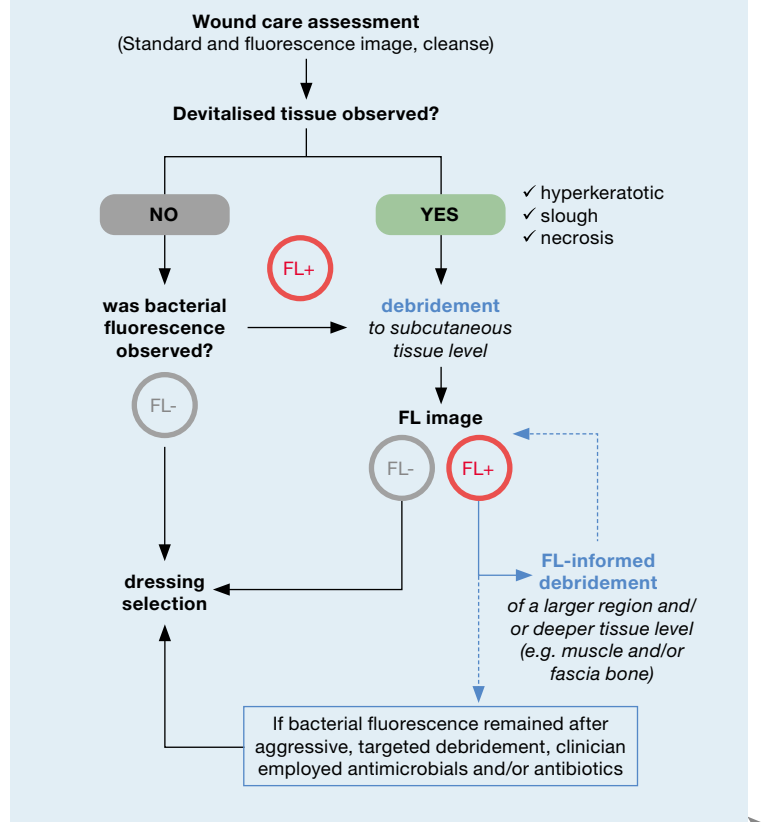 Wound care assessment
(Standard and fluorescence image, cleanse)
Devitalised tissue observed?
NO
YES
✓ hyperkeratotic
✓ slough
✓ necrosis
FL+
was bacterial
fluorescence
observed?
debridement
to subcutaneous
tissue level
FL-
FL image
FL-
FL+
FL-informed
debridement
of a larger region and/
or deeper tissue level
(e.g. muscle and/or
fascia bone)
dressing
selection
If bacterial fluorescence remained after
aggressive, targeted debridement, clinician
employed antimicrobials and/or antibiotics